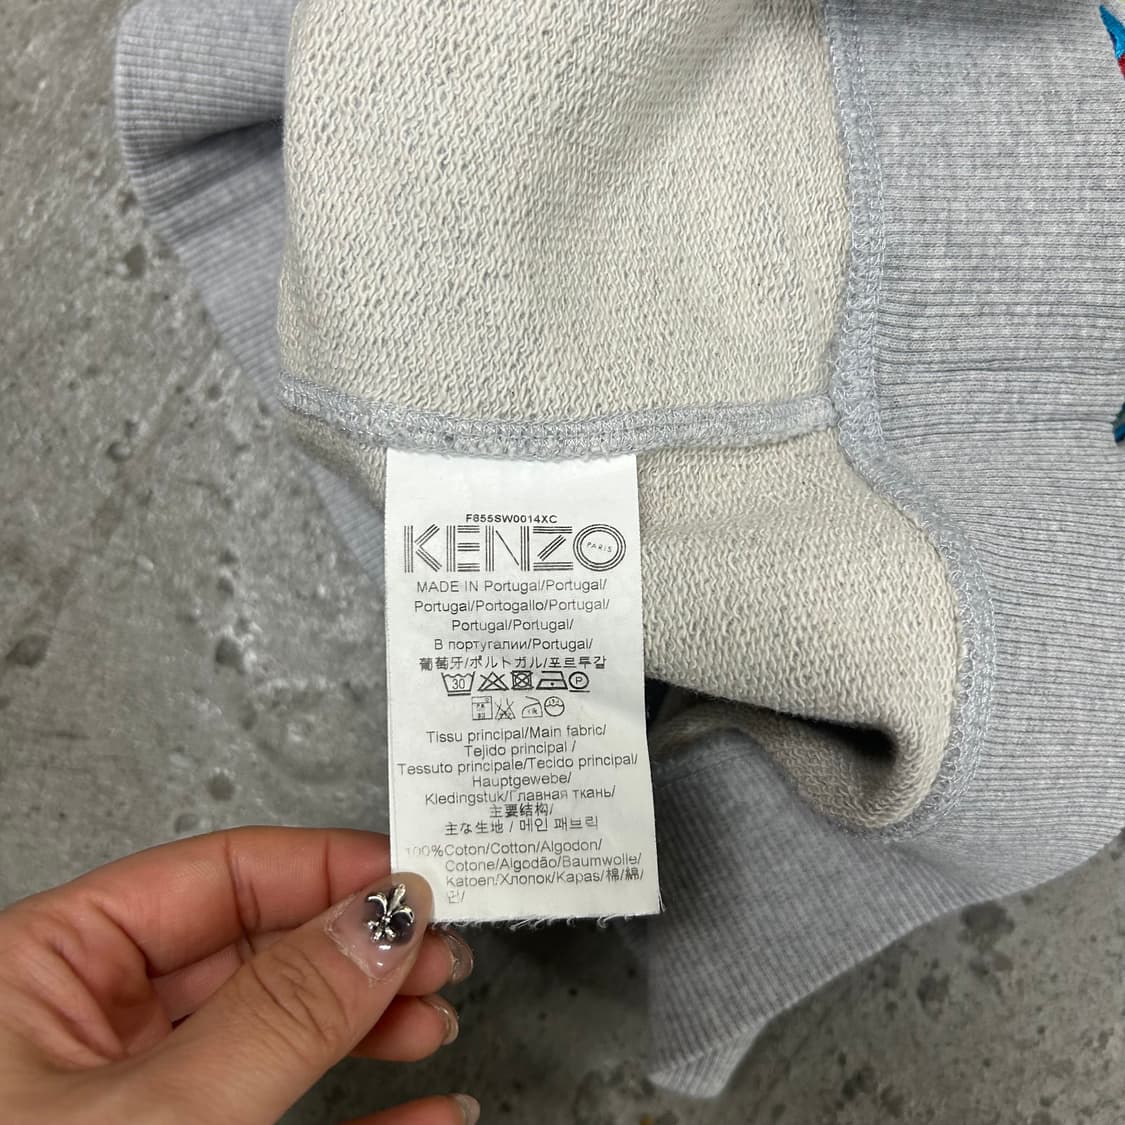 F855SW0014XC
KENZO
PARIS
MADE IN Portugal/Portugal/
Portugal/Portogallo/Portugal/
Portugal/Portugal/
В португалии/Portugal/
葡萄牙/ポルトガル/포르투갈
30
P
Tissu principal/Main fabric/
Tejido principal /
Tessuto principale/Tecido principal/
Hauptgewebe/
Kledingstuk/Главная ткань/
主要结构/
主な生地 / 메인 패브릭
100%Coton/Cotton/Algodon/
Cotone/Algodão/Baumwolle/
Katoen/Хлопок/Kapas/棉/綿/